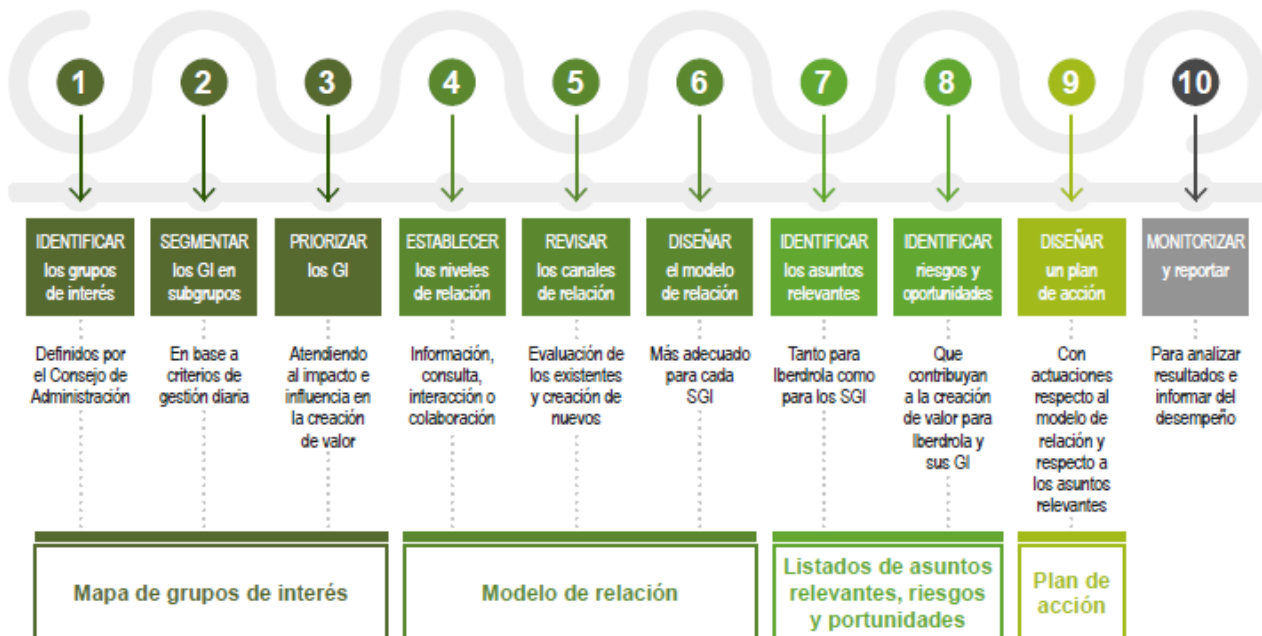 1
2
3
4
5
6
7
8
9
10
IDENTIFICAR
los grupos
de interés
SEGMENTAR
los GI en
subgrupos
PRIORIZAR
los GI
ESTABLECER
los niveles
de relación
REVISAR
los canales
de relación
DISEÑAR
el modelo
de relación
IDENTIFICAR
los asuntos
relevantes
IDENTIFICAR
riesgos y
oportunidades
DISEÑAR
un plan
de acción
MONITORIZAR
y reportar
Definidos por
el Consejo de
Administración
En base a
criterios de
gestión diaria
Atendiendo
al impacto e
influencia en
la creación
de valor
Información,
consulta,
interacción o
colaboración
Evaluación de
los existentes
y creación de
nuevos
Más adecuado
para cada
SGI
Tanto para
Iberdrola como
para los SGI
Que
contribuyan
a la creación
de valor para
Iberdrola y
sus GI
Con
actuaciones
respecto al
modelo de
relación y
respecto a
los asuntos
relevantes
Para analizar
resultados e
informar del
desempeño
Mapa de grupos de interés
Modelo de relación
Listados de asuntos
relevantes, riesgos
y portunidades
Plan de
acción